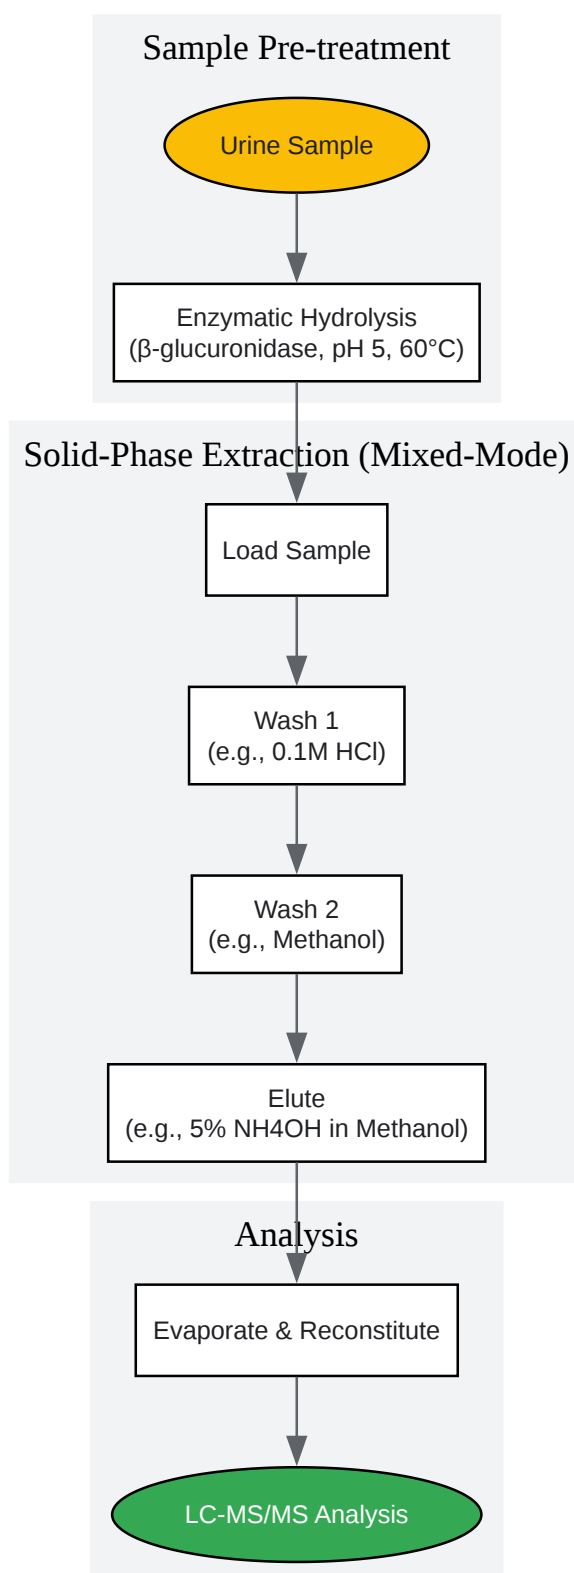 Sample Pre-treatment
Urine Sample
Enzymatic Hydrolysis
(β-glucuronidase, pH 5, 60°C)
Solid-Phase Extraction (Mixed-Mode)
Load Sample
Wash 1
(e.g., 0.1M HCl)
Wash 2
(e.g., Methanol)
Elute
(e.g., 5% NH4OH in Methanol)
Analysis
Evaporate & Reconstitute
LC-MS/MS Analysis